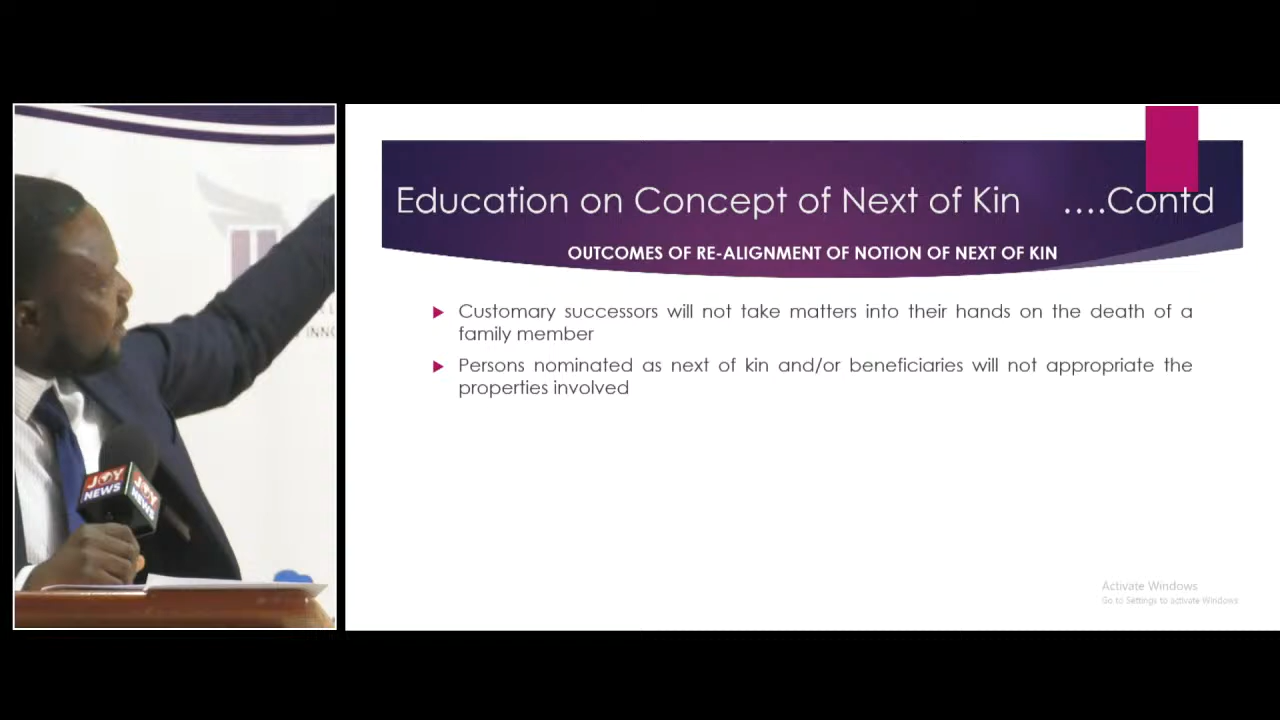 Education on Concept of Next of Kin ....Contd
OUTCOMES OF RE-ALIGNMENT OF NOTION OF NEXT OF KIN
Customary successors will not take matters into their hands on the death of a
family member
Persons nominated as next of kin and/or beneficiaries will not appropriate the
properties involved
JOY
NEWS
JOY
NEWS
Activate Windows
Go to Settings to activate Windows